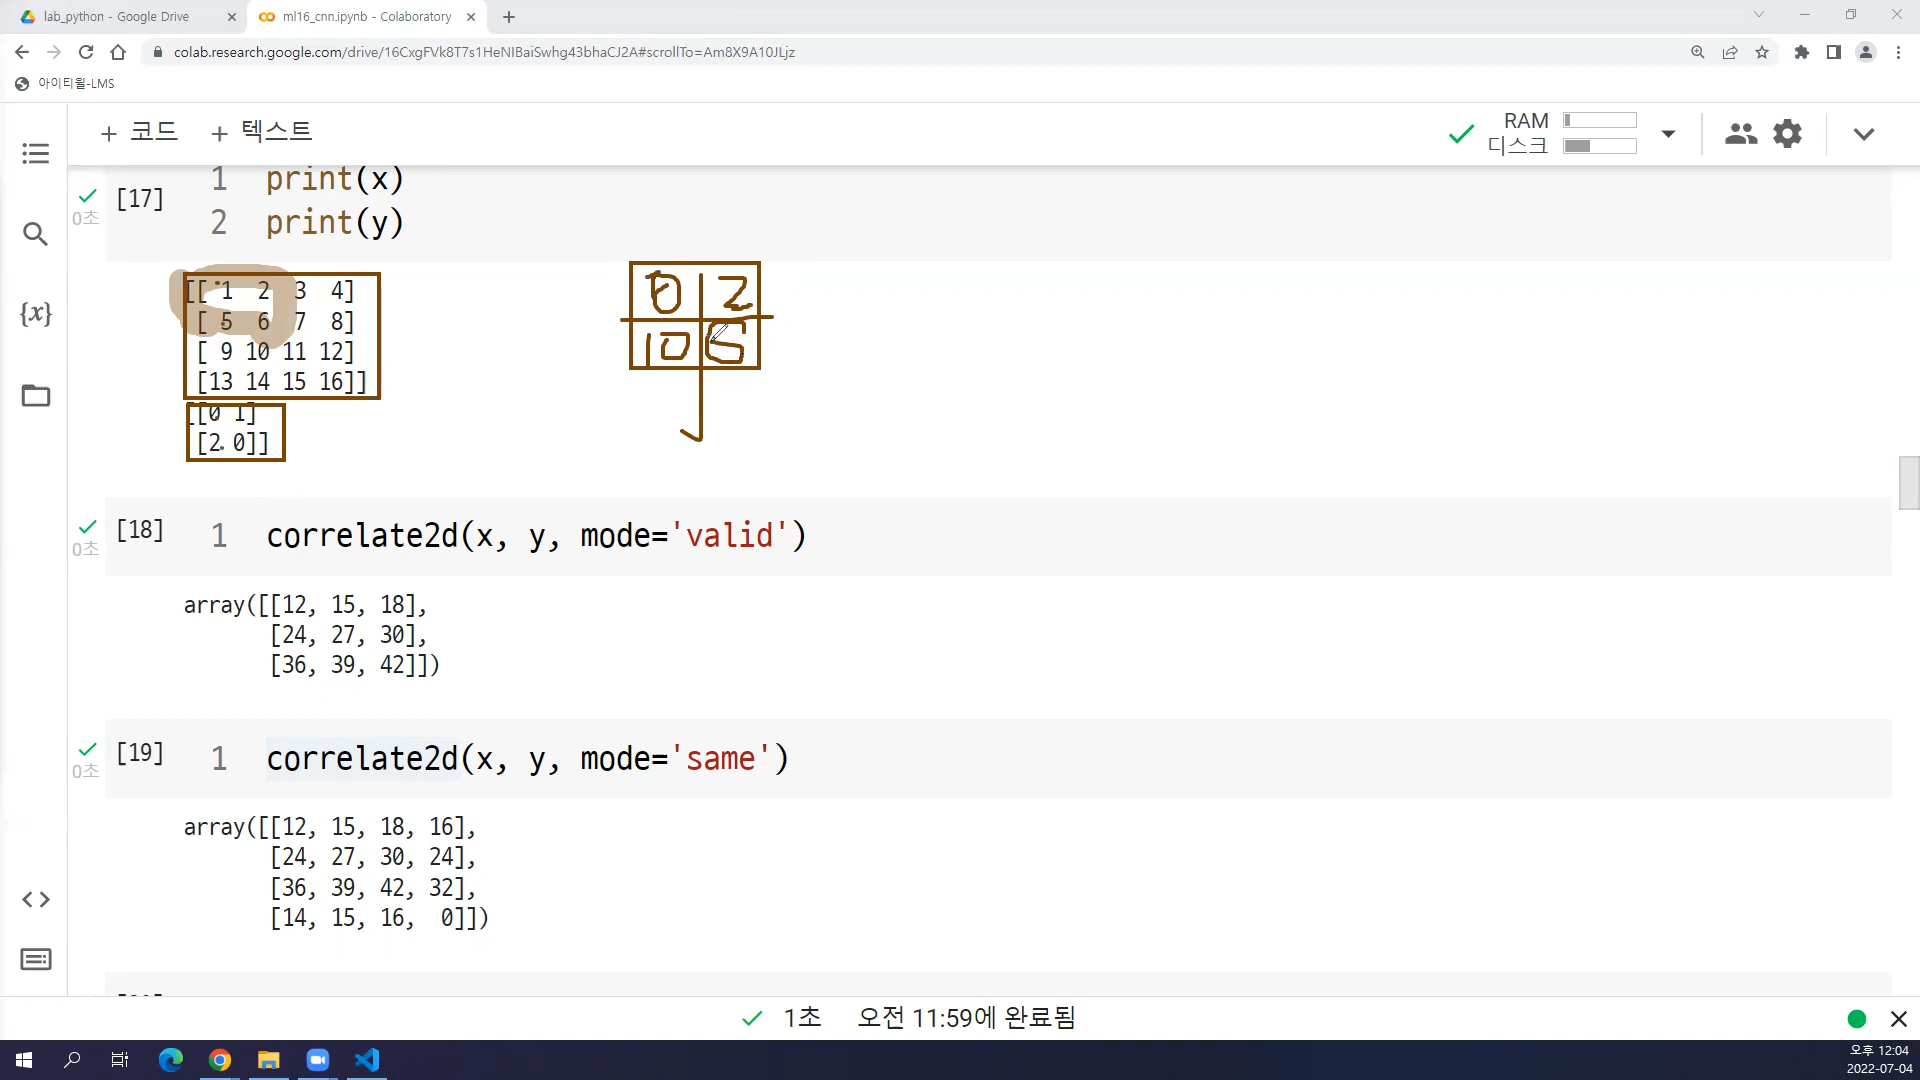 lab_python - Google Drive
ml16_cnn.ipynb - Colaboratory
colab.research.google.com/drive/16CxgFVk8T7s1HeNIBaiSwhg43bhaCJ2A#scrollTo=Am8X9A10JLjz
아이티윌-LMS
+ 코드 + 텍스트
RAM
디스크
[17] 1 print(x)
0초 2 print(y)
[[ 1 2 3 4]
[ 5 6 7 8]
[ 9 10 11 12]
[13 14 15 16]]
[[0 1]
[2 0]]
2
10
[18] 1 correlate2d(x, y, mode='valid')
0초
array([[12, 15, 18],
[24, 27, 30],
[36, 39, 42]])
[19] 1 correlate2d(x, y, mode='same')
0초
array([[12, 15, 18, 16],
[24, 27, 30, 24],
[36, 39, 42, 32],
[14, 15, 16, 0]])
1초 오전 11:59에 완료됨
오후 12:04
2022-07-04